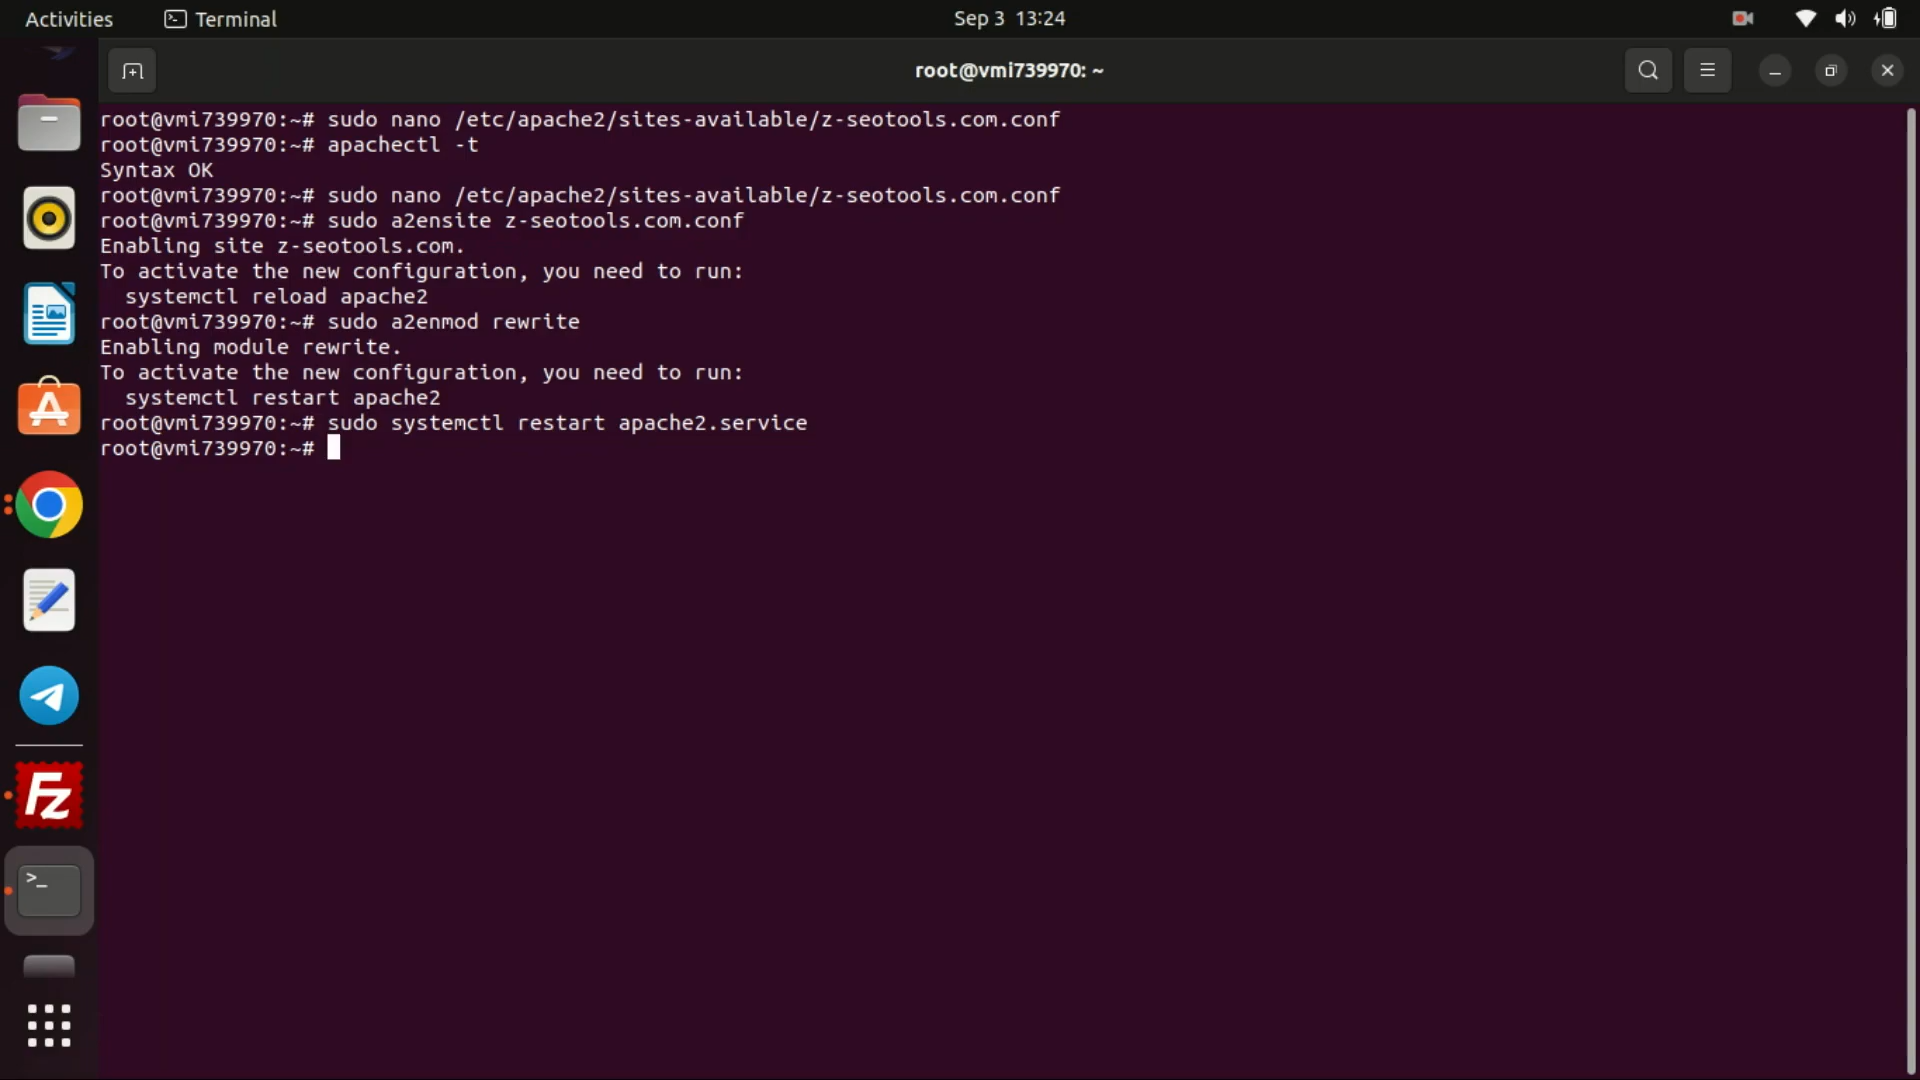 Activities Terminal Sep 3 13:24
root@vmi739970: ~
root@vmi739970:~# sudo nano /etc/apache2/sites-available/z-seotools.com.conf
root@vmi739970:~# apachectl -t
Syntax OK
root@vmi739970:~# sudo nano /etc/apache2/sites-available/z-seotools.com.conf
root@vmi739970:~# sudo a2ensite z-seotools.com.conf
Enabling site z-seotools.com.
To activate the new configuration, you need to run:
  systemctl reload apache2
root@vmi739970:~# sudo a2enmod rewrite
Enabling module rewrite.
To activate the new configuration, you need to run:
  systemctl restart apache2
root@vmi739970:~# sudo systemctl restart apache2.service
root@vmi739970:~#